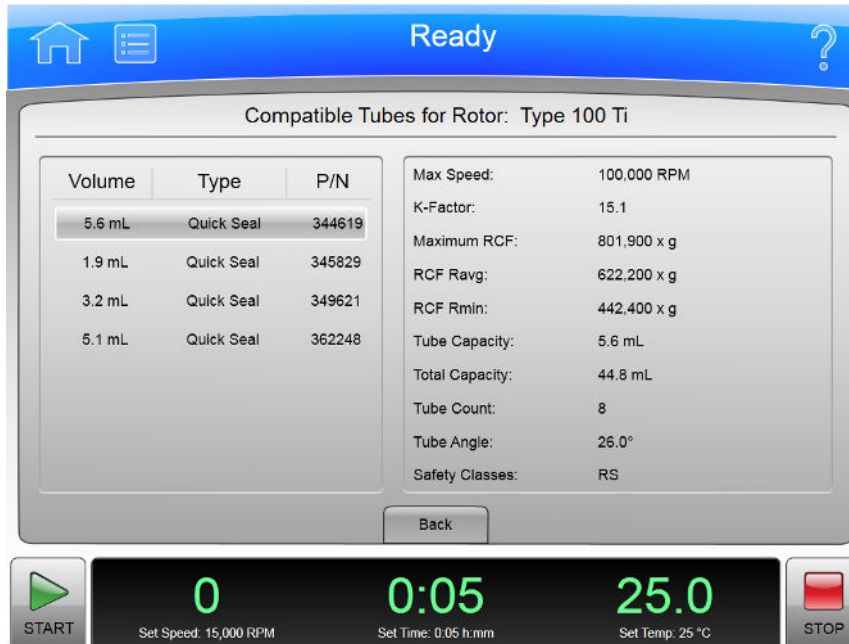 Ready
?
Compatible Tubes for Rotor: Type 100 Ti
Volume Type P/N
5.6 mL Quick Seal 344619
1.9 mL Quick Seal 345829
3.2 mL Quick Seal 349621
5.1 mL Quick Seal 362248
Max Speed: 100,000 RPM
K-Factor: 15.1
Maximum RCF: 801,900 x g
RCF Ravg: 622,200 x g
RCF Rmin: 442,400 x g
Tube Capacity: 5.6 mL
Total Capacity: 44.8 mL
Tube Count: 8
Tube Angle: 26.0°
Safety Classes: RS
Back
START
0
Set Speed: 15,000 RPM
0:05
Set Time: 0:05 h:mm
25.0
Set Temp: 25 °C
STOP